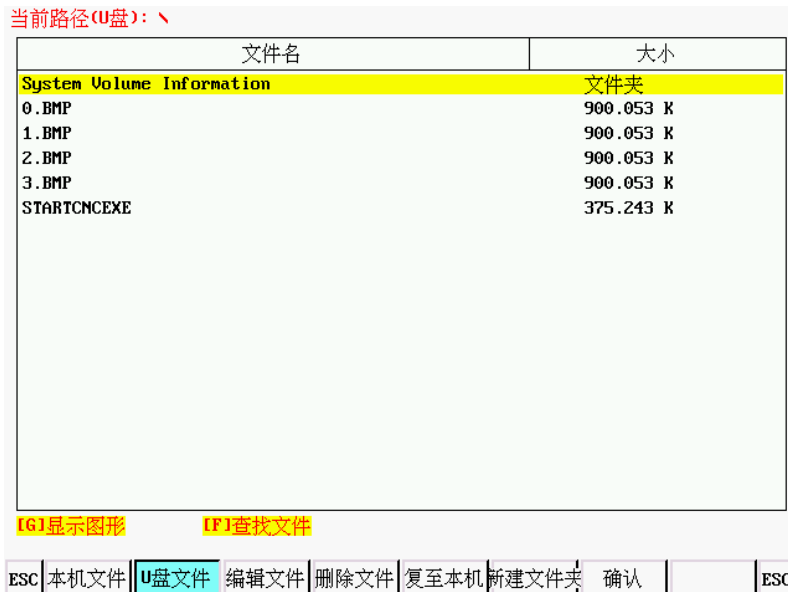 当前路径(U盘): \
文件名 大小
System Volume Information 文件夹
0.BMP 900.053 K
1.BMP 900.053 K
2.BMP 900.053 K
3.BMP 900.053 K
STARTCNCEXE 375.243 K
[G]显示图形 [F]查找文件
ESC 本机文件 U盘文件 编辑文件 删除文件 复至本机 新建文件夹 确认 ESC